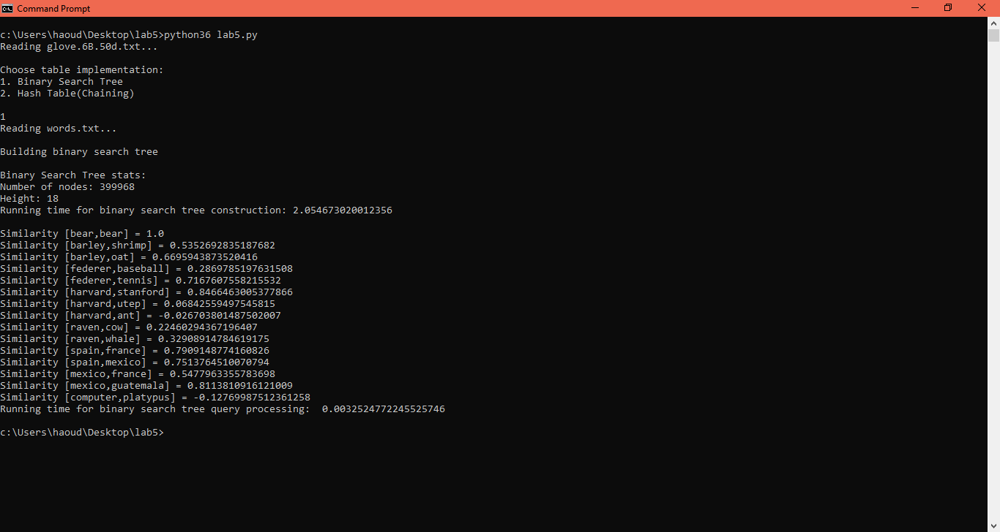 Command Prompt
c:\Users\haoud\Desktop\lab5>python36 lab5.py
Reading glove.6B.50d.txt...
Choose table implementation:
1. Binary Search Tree
2. Hash Table(Chaining)
1
Reading words.txt...
Building binary search tree
Binary Search Tree stats:
Number of nodes: 399968
Height: 18
Running time for binary search tree construction: 2.054673020012356
Similarity [bear,bear] = 1.0
Similarity [barley,shrimp] = 0.5352692835187682
Similarity [barley,oat] = 0.6695943873520416
Similarity [federer,baseball] = 0.2869785197631508
Similarity [federer,tennis] = 0.7167607558215532
Similarity [harvard,stanford] = 0.8466463005377866
Similarity [harvard,utep] = 0.06842559497545815
Similarity [harvard,ant] = -0.026703801487502007
Similarity [raven,cow] = 0.22460294367196407
Similarity [raven,whale] = 0.32908914784619175
Similarity [spain,france] = 0.7909148774160826
Similarity [spain,mexico] = 0.7513764510070794
Similarity [mexico,france] = 0.5477963355783698
Similarity [mexico,guatemala] = 0.8113810916121009
Similarity [computer,platypus] = -0.12769987512361258
Running time for binary search tree query processing:  0.0032524772245525746
c:\Users\haoud\Desktop\lab5>